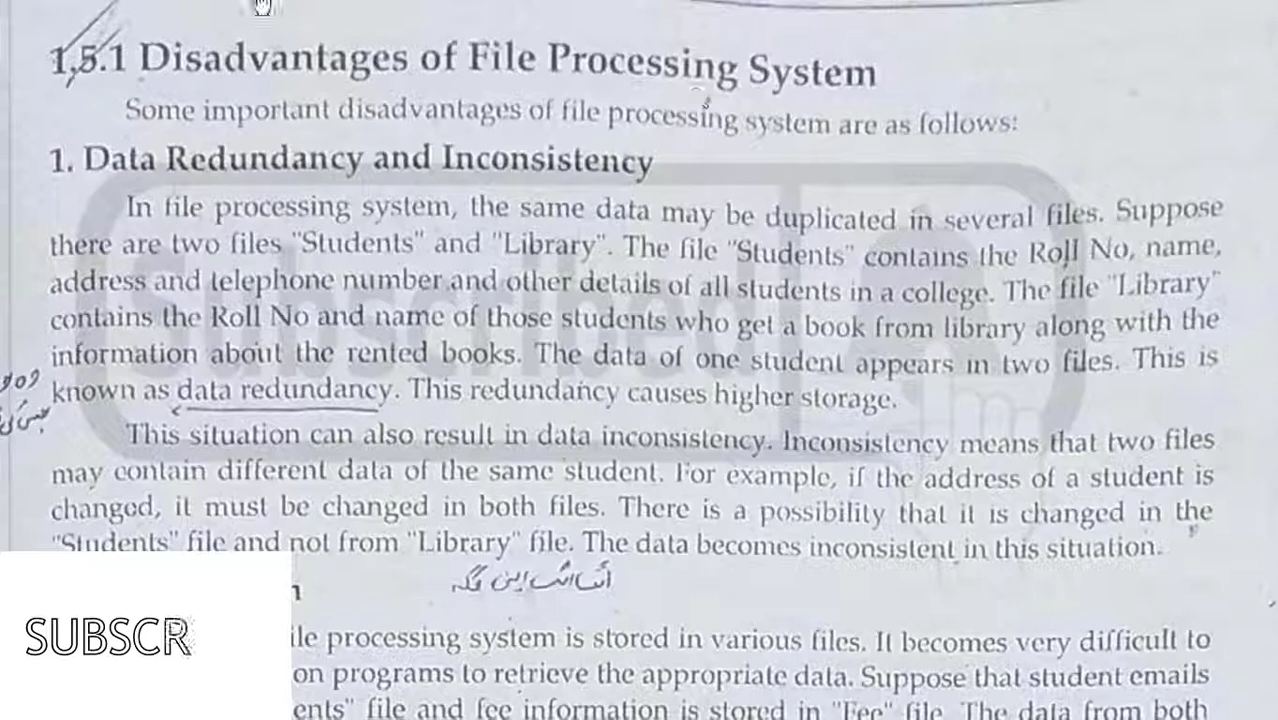 1.5.1 Disadvantages of File Processing System
Some important disadvantages of file processing system are as follows:
1. Data Redundancy and Inconsistency
In file processing system, the same data may be duplicated in several files. Suppose
there are two files "Students" and "Library". The file "Students" contains the Roll No, name,
address and telephone number and other details of all students in a college. The file "Library"
contains the Roll No and name of those students who get a book from library along with the
information about the rented books. The data of one student appears in two files. This is
known as data redundancy. This redundancy causes higher storage.
This situation can also result in data inconsistency. Inconsistency means that two files
may contain different data of the same student. For example, if the address of a student is
changed, it must be changed in both files. There is a possibility that it is changed in the
"Students" file and not from "Library" file. The data becomes inconsistent in this situation.
SUBSCR
processing system is stored in various files. It becomes very difficult to
programs to retrieve the appropriate data. Suppose that student emails
file and fee information is stored in "Fee" file. The data from both